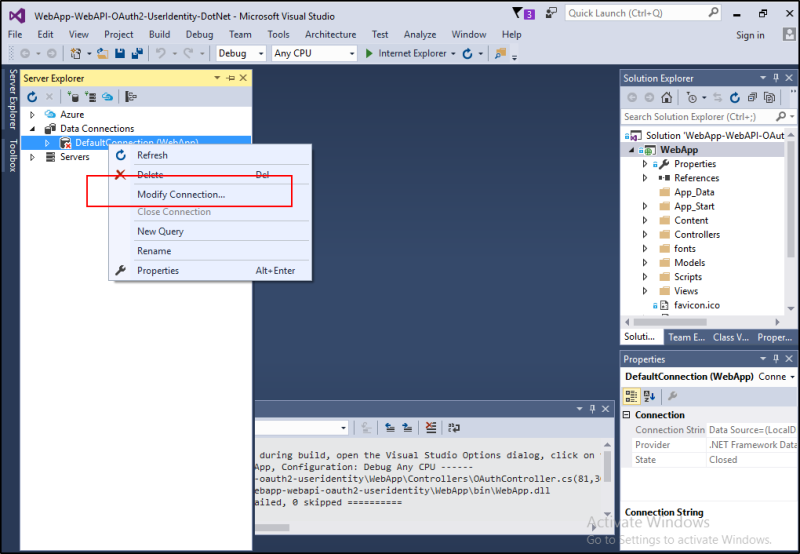 WebApp-WebAPI-OAuth2-UserIdentity-DotNet - Microsoft Visual Studio
3
Quick Launch (Ctrl+Q)
File Edit View Project Build Debug Team Tools Architecture Test Analyze Window Help
Sign in
Debug Any CPU Internet Explorer
Server Explorer
Toolbox
Server Explorer
Azure
Data Connections
DefaultConnection (WebApp)
Servers
Refresh
Delete Del
Modify Connection...
Close Connection
New Query
Rename
Properties Alt+Enter
during build, open the Visual Studio Options dialog, click on
App, Configuration: Debug Any CPU ------
-oauth2-useridentity\WebApp\Controllers\OAuthController.cs(81,3
ebapp-webapi-oauth2-useridentity\WebApp\bin\WebApp.dll
ailed, 0 skipped ==========
Solution Explorer
Search Solution Explorer (Ctrl+;)
Solution 'WebApp-WebAPI-OAut
WebApp
Properties
References
App_Data
App_Start
Content
Controllers
fonts
Models
Scripts
Views
favicon.ico
Soluti... Team E... Class V... Proper...
Properties
DefaultConnection (WebApp) Conne
Connection
Connection Strin Data Source=(LocalD
Provider .NET Framework Data
State Closed
Connection String
Activate Windows
Go to Settings to activate Windows.